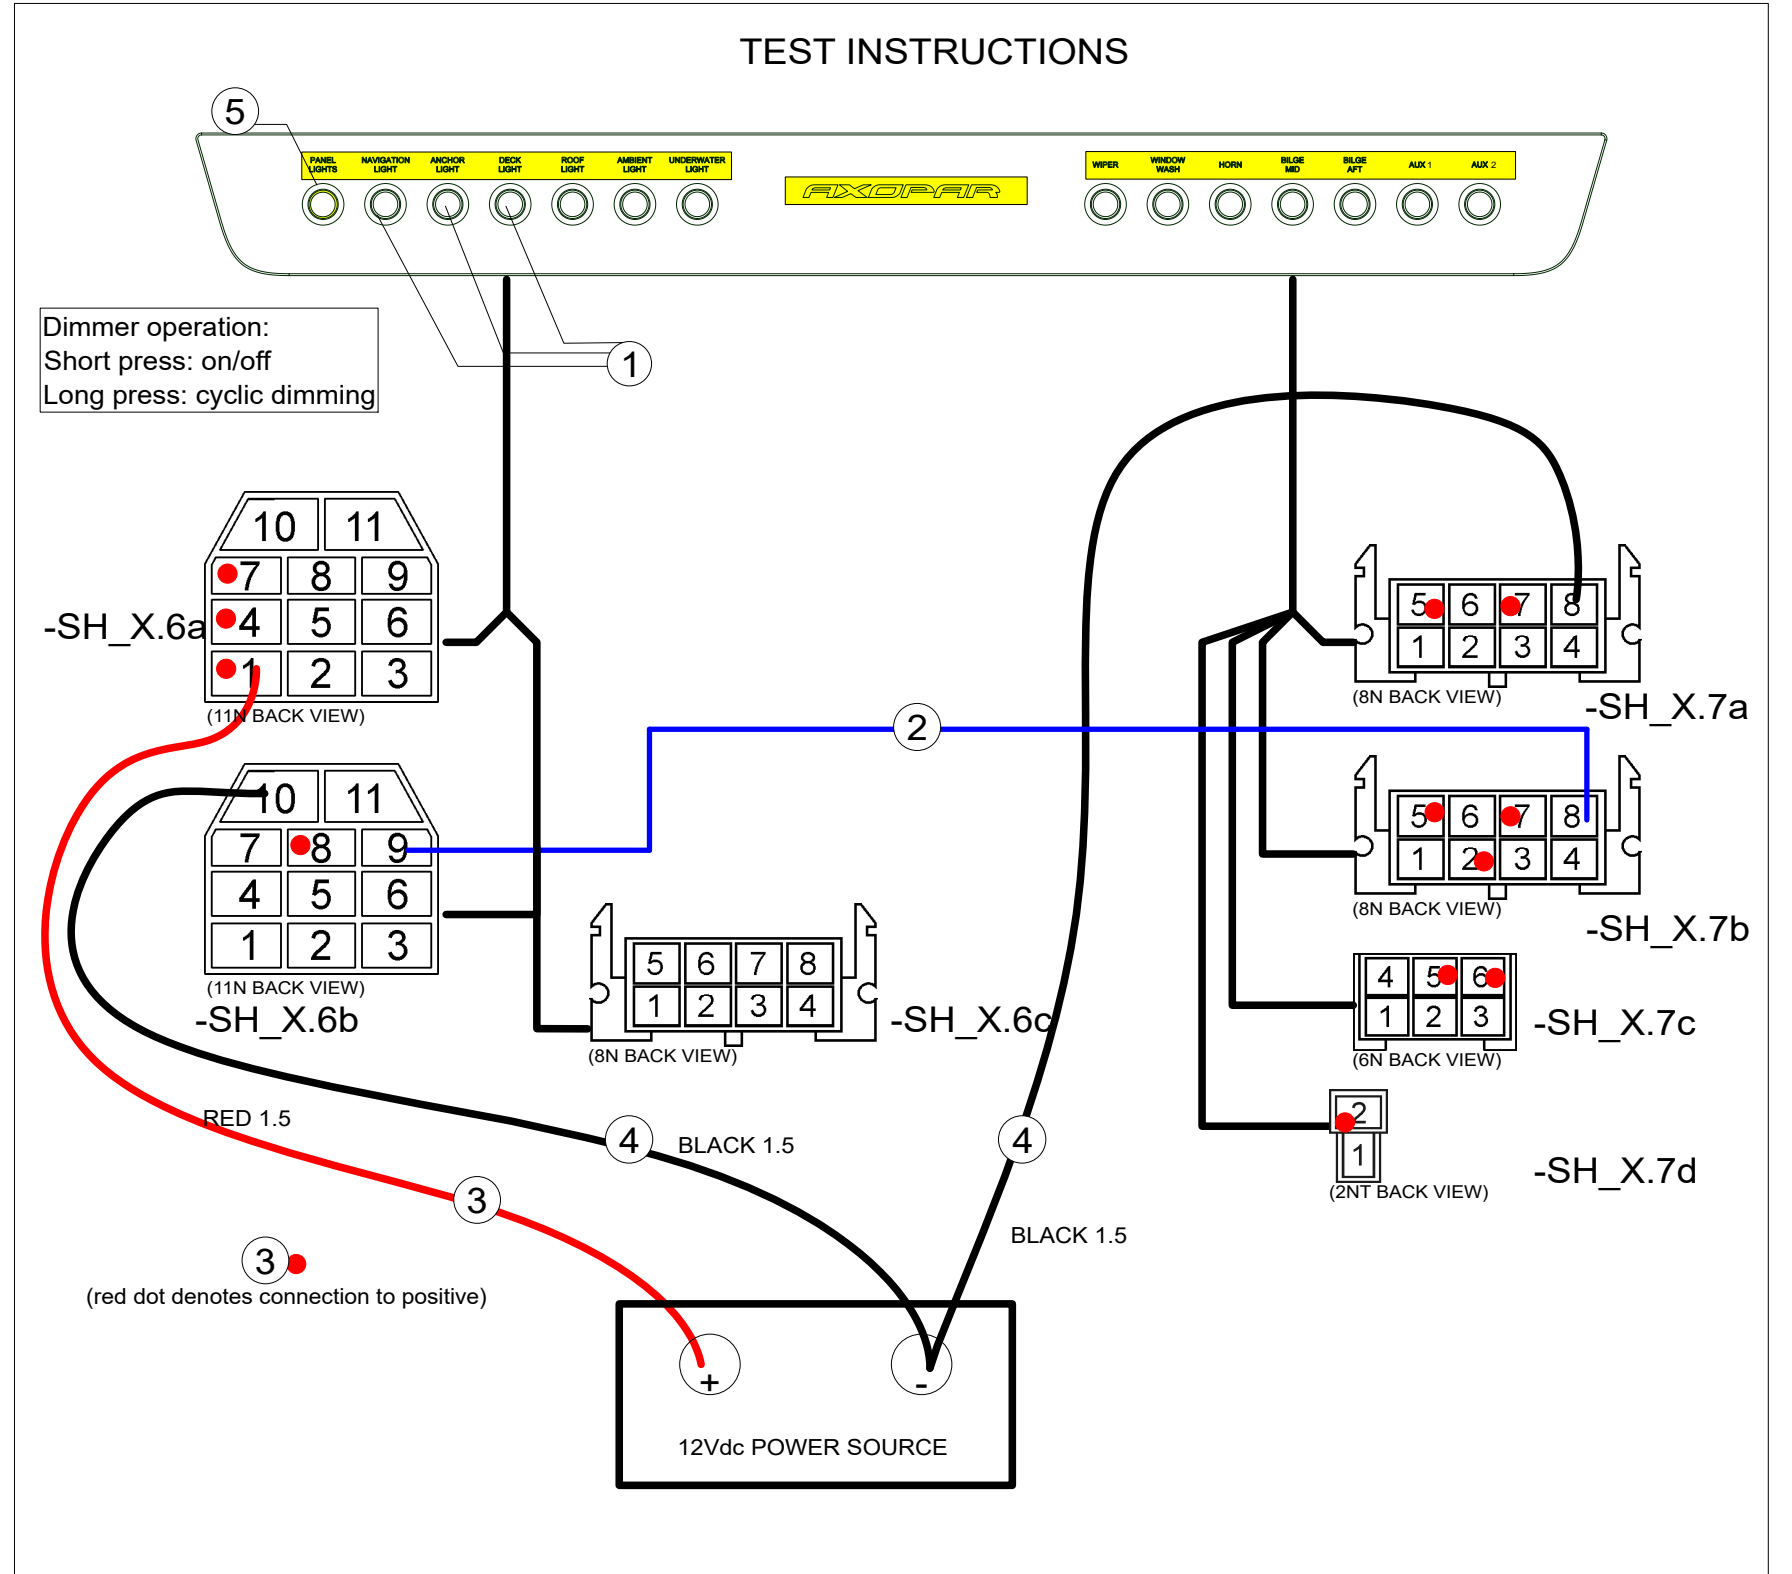 TEST INSTRUCTIONS
5
PANEL
LIGHTS
NAVIGATION
LIGHT
ANCHOR
LIGHT
DECK
LIGHT
ROOF
LIGHT
AMBIENT
LIGHT
UNDERWATER
LIGHT
AXOPAR
WIPER
WINDOW
WASH
HORN
BILGE
MID
BILGE
AFT
AUX 1
AUX 2
Dimmer operation:
Short press: on/off
Long press: cyclic dimming
1
10 11
7 8 9
4 5 6
1 2 3
-SH_X.6a
(11N BACK VIEW)
5 6 7 8
1 2 3 4
(8N BACK VIEW)
-SH_X.7a
2
10 11
7 8 9
4 5 6
1 2 3
(11N BACK VIEW)
-SH_X.6b
5 6 7 8
1 2 3 4
(8N BACK VIEW)
-SH_X.7b
5 6 7 8
1 2 3 4
-SH_X.6c
(8N BACK VIEW)
4 5 6
1 2 3
-SH_X.7c
(6N BACK VIEW)
2
1
-SH_X.7d
(2NT BACK VIEW)
RED 1.5
4
BLACK 1.5
4
3
BLACK 1.5
3
(red dot denotes connection to positive)
+ -
12Vdc POWER SOURCE